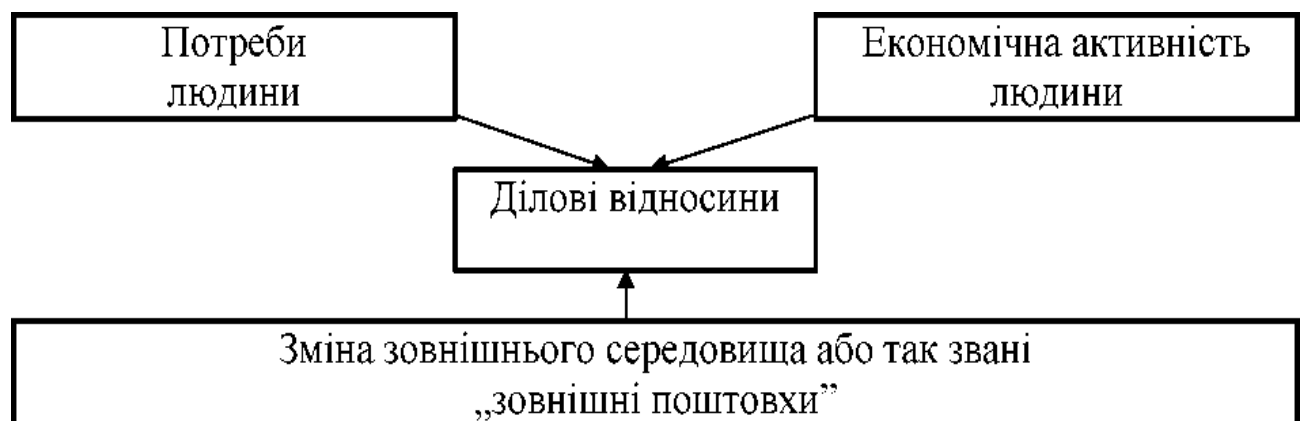 Потреби
людини
Економічна активність
людини
Ділові відносини
Зміна зовнішнього середовища або так звані
„зовнішні поштовхи”